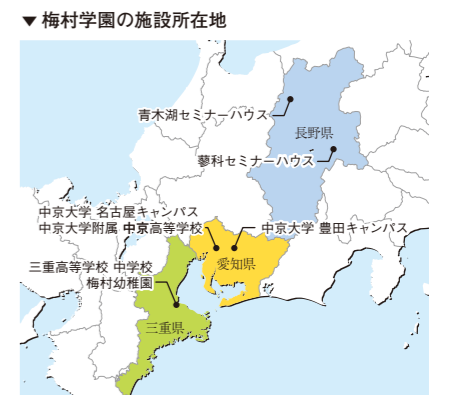 ▼梅村学園の施設所在地
青木湖セミナーハウス
長野県
蓼科セミナーハウス
中京大学 名古屋キャンパス
中京大学附属 中京高等学校
中京大学 豊田キャンパス
愛知県
三重高等学校 中学校
梅村幼稚園
三重県